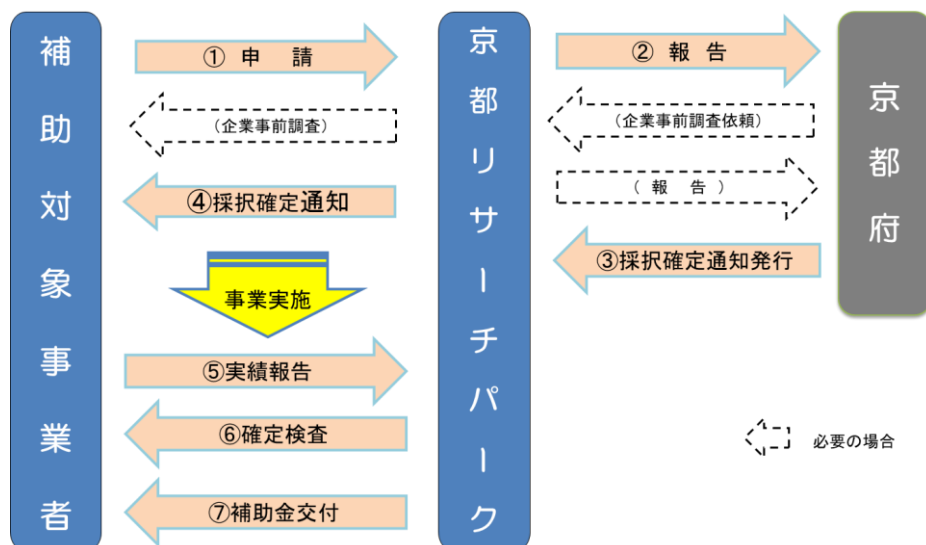 補助対象事業者
京都リサーチパーク
京都府
① 申 請
② 報 告
（企業事前調査）
（企業事前調査依頼）
（ 報 告 ）
④採択確定通知
③採択確定通知発行
事業実施
⑤実績報告
⑥確定検査
必要の場合
⑦補助金交付